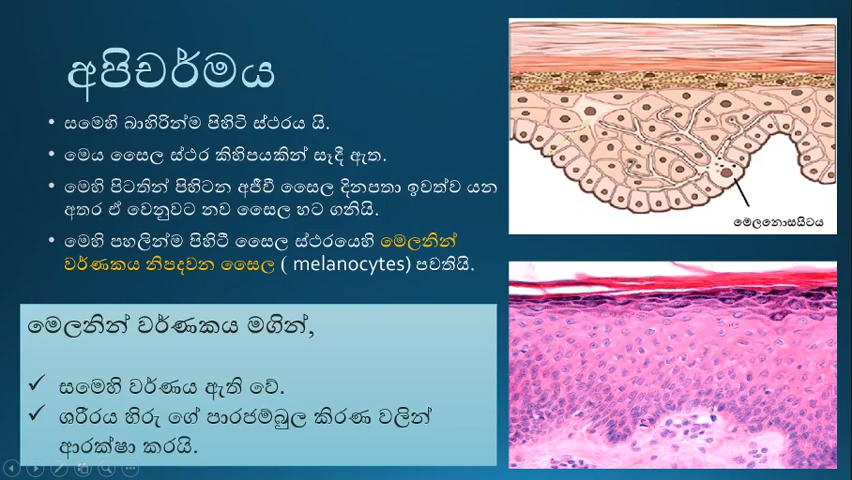 අපිචර්මය
• සමෙහි බාහිරින්ම පිහිටි ස්ථරය යි.
• මෙය සෛල ස්ථර කිහිපයකින් සෑදී ඇත.
• මෙහි පිටතින් පිහිටන අජීවී සෛල දිනපතා ඉවත්ව යන
අතර ඒ වෙනුවට නව සෛල හට ගනියි.
• මෙහි පහලින්ම පිහිටි සෛල ස්ථරයෙහි මෙලනින්
වර්ණකය නිපදවන සෛල ( melanocytes) පවතියි.
මෙලනොසයිටය
මෙලනින් වර්ණකය මගින්,
✓ සමෙහි වර්ණය ඇති වේ.
✓ ශරීරය හිරු ගේ පාරජම්බුල කිරණ වලින්
ආරක්ෂා කරයි.